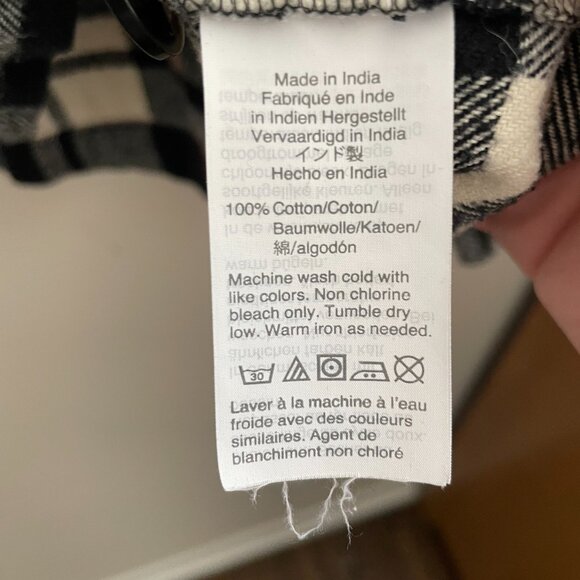 Made in India
Fabriqué en Inde
in Indien Hergestellt
Vervaardigd in India
インド製
Hecho en India
100% Cotton/Coton/
Baumwolle/Katoen/
綿/algodón
Machine wash cold with
like colors. Non chlorine
bleach only. Tumble dry
low. Warm iron as needed.
30
Laver à la machine à l'eau
froide avec des couleurs
similaires. Agent de
blanchiment non chloré